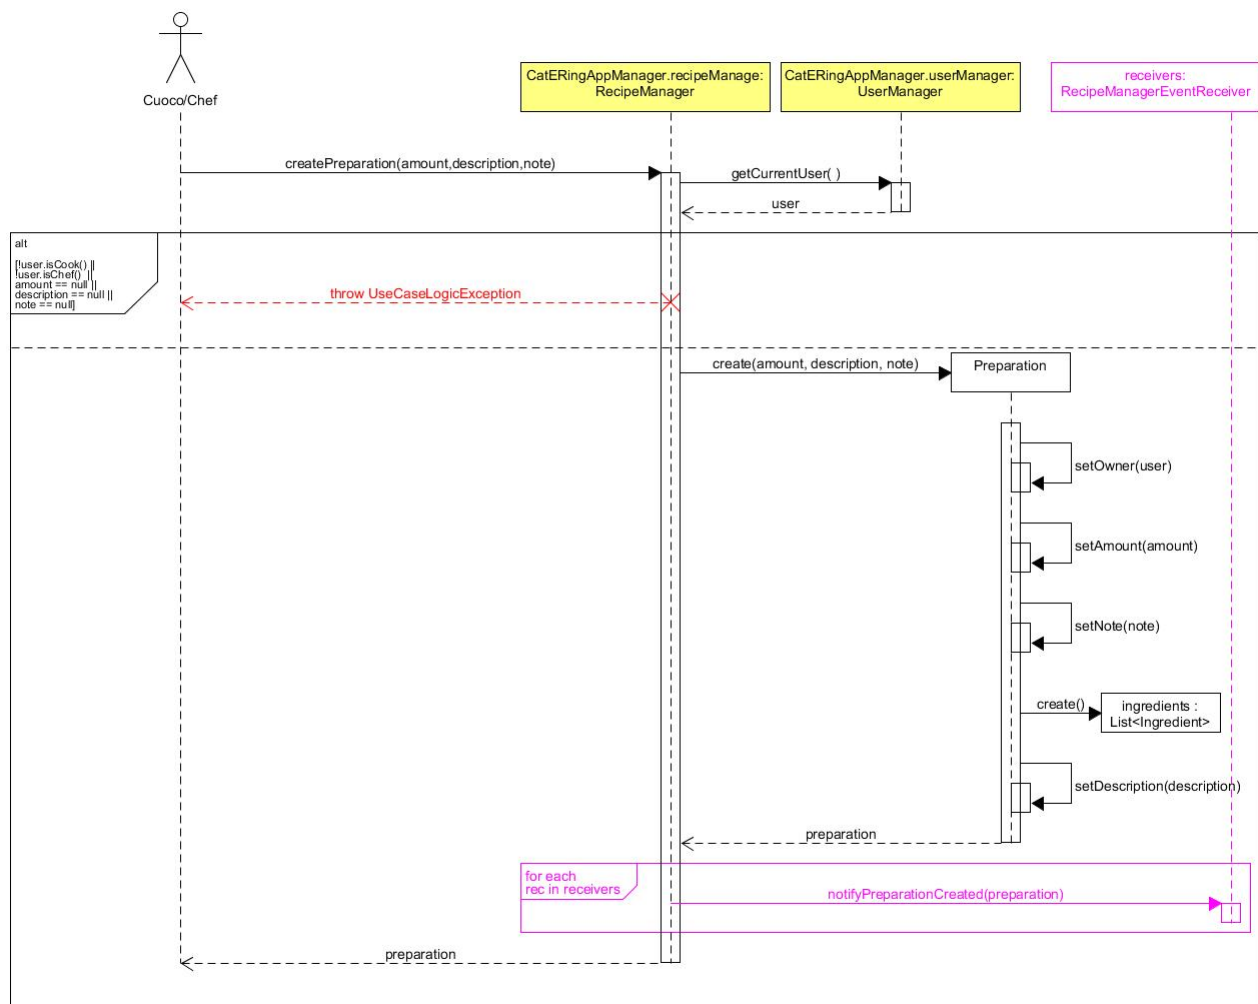 Cuoco/Chef
CatERingAppManager.recipeManage:
RecipeManager
CatERingAppManager.userManager:
UserManager
receivers:
RecipeManagerEventReceiver
createPreparation(amount,description,note)
getCurrentUser( )
user
alt
[!user.isCook() ||
!user.isChef() ||
amount == null ||
description == null ||
note == null]
throw UseCaseLogicException
create(amount, description, note)
Preparation
setOwner(user)
setAmount(amount)
setNote(note)
create()
ingredients :
List<Ingredient>
setDescription(description)
preparation
for each
rec in receivers
notifyPreparationCreated(preparation)
preparation